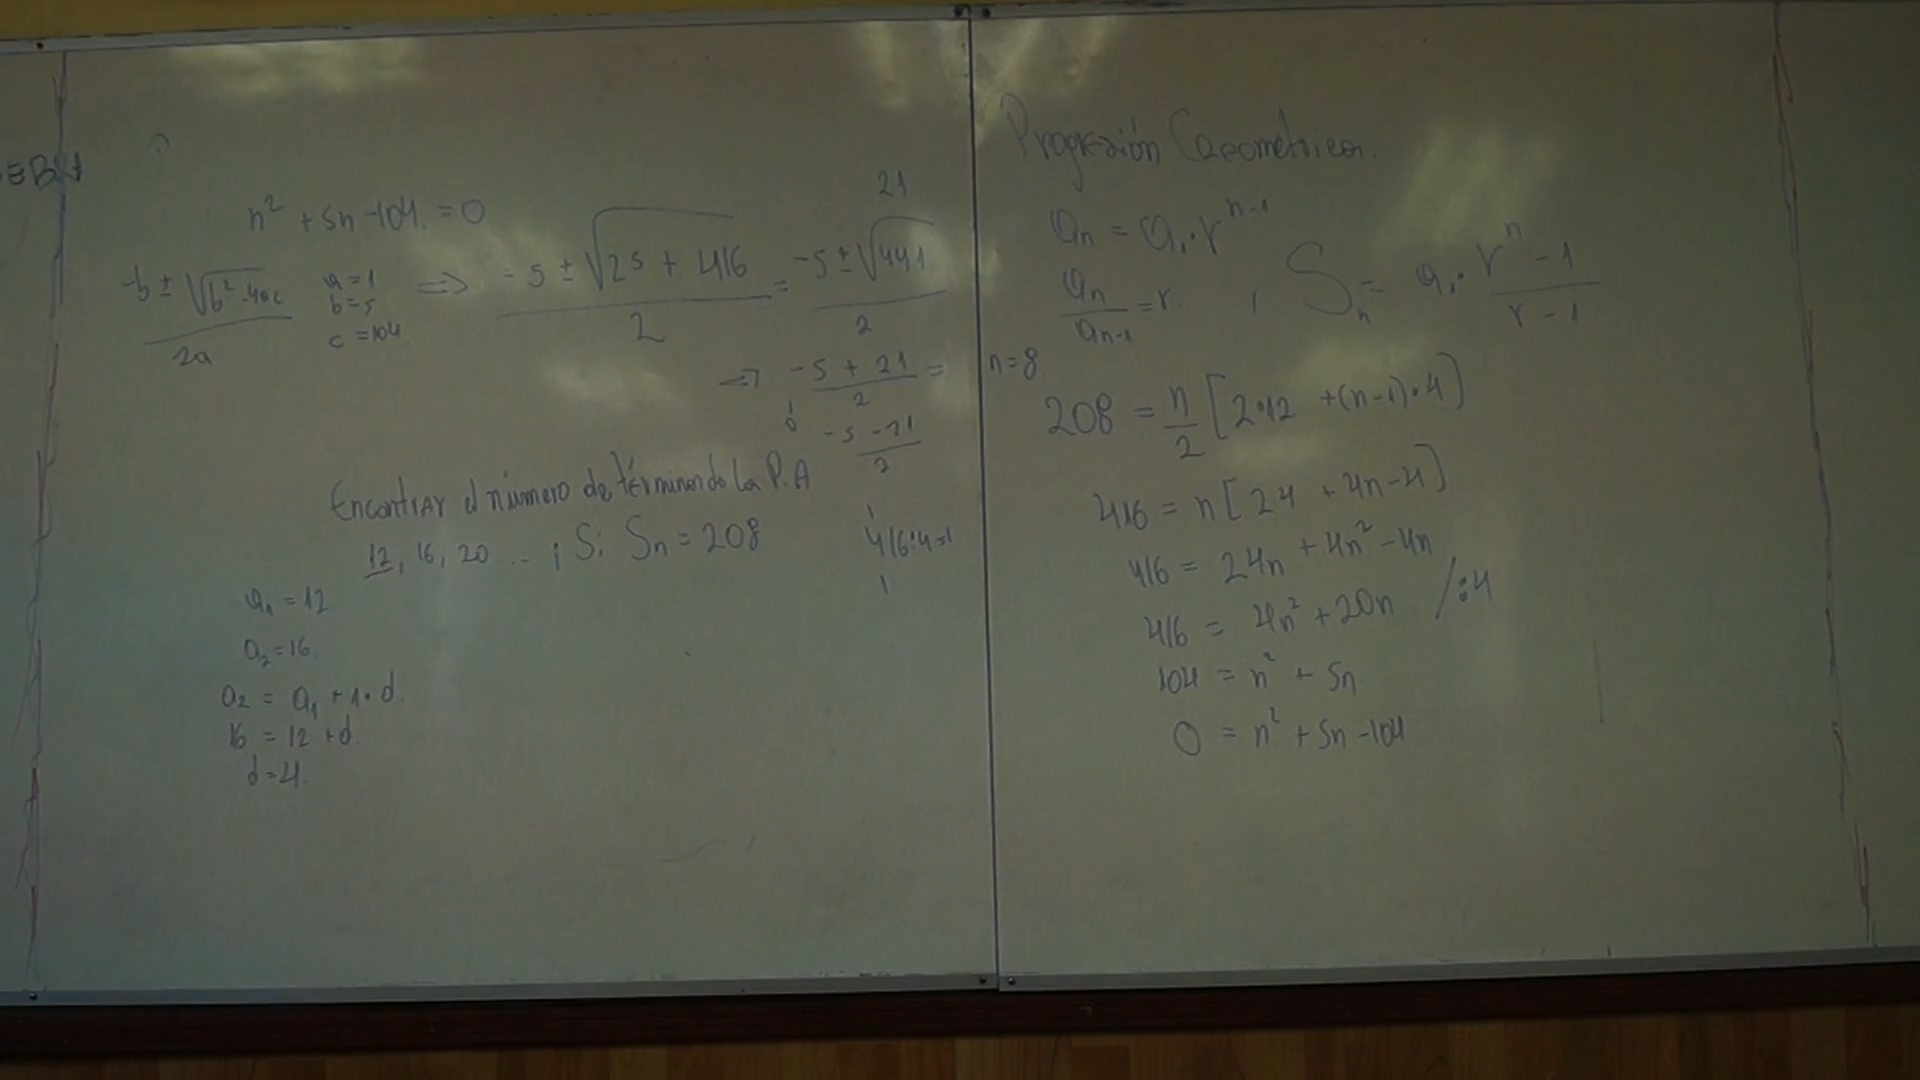 n² + 5n - 104 = 0
-b ± √b² - 4ac / 2a
a = 1
b = 5
c = 104
=> -5 ± √25 + 416 / 2 = -5 ± √441 / 2
21
=> -5 + 21 / 2 = n = 8
-5 - 21 / 2
Encontrar el número de términos de la P.A
12, 16, 20 ... ; Si Sn = 208
416:4=1
1
a₁ = 12
a₂ = 16
a₂ = a₁ + 1 · d
16 = 12 + d
d = 4
Progresión Geometrica.
aₙ = a₁ · r^(n-1)
aₙ / aₙ₋₁ = r ; Sₙ = a₁ · rⁿ - 1 / r - 1
208 = n/2 [2·12 + (n-1)·4]
416 = n [24 + 4n - 4]
416 = 24n + 4n² - 4n
416 = 4n² + 20n /:4
104 = n² + 5n
0 = n² + 5n - 104